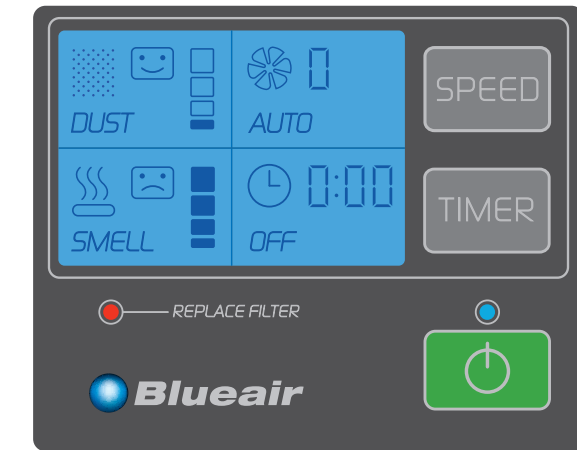 DUST
0
AUTO
SPEED
SMELL
0:00
OFF
TIMER
REPLACE FILTER
Blueair